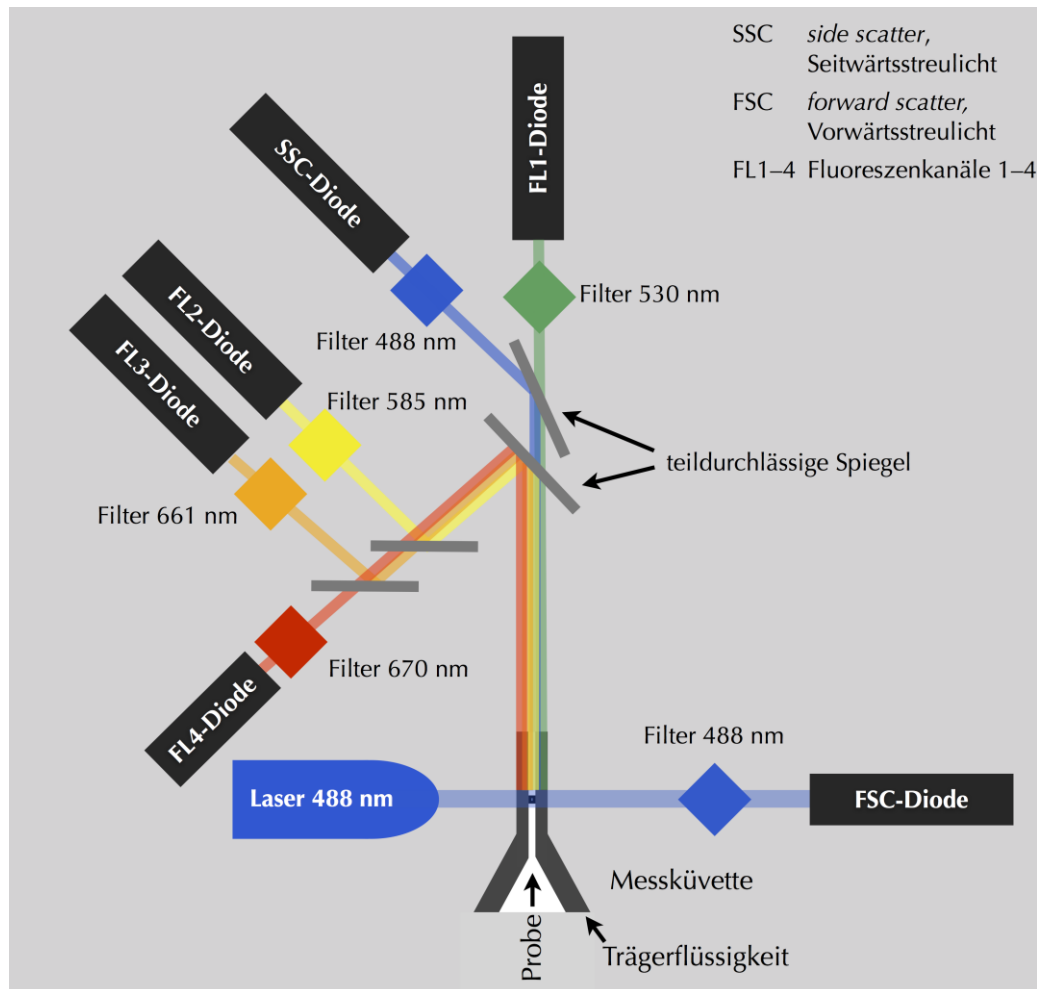 SSC side scatter,
Seitwärtsstreulicht
FSC forward scatter,
Vorwärtsstreulicht
FL1–4 Fluoreszenkanäle 1–4
FL1-Diode
SSC-Diode
FL2-Diode
FL3-Diode
Filter 530 nm
Filter 488 nm
Filter 585 nm
teildurchlässige Spiegel
Filter 661 nm
Filter 670 nm
FL4-Diode
Filter 488 nm
Laser 488 nm
FSC-Diode
Messküvette
Probe
Trägerflüssigkeit